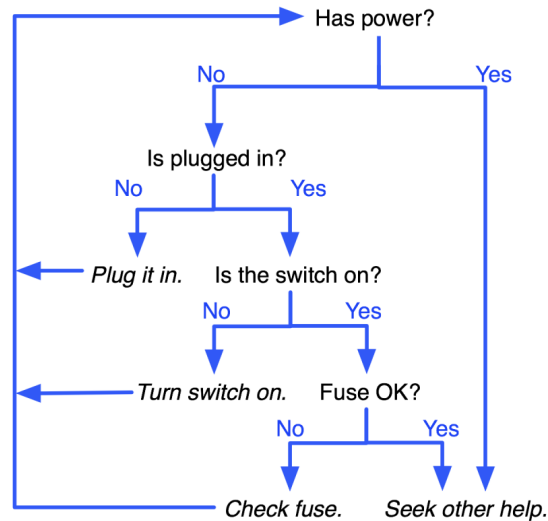 Has power?
No
Yes
Is plugged in?
No
Yes
Plug it in.
Is the switch on?
No
Yes
Turn switch on.
Fuse OK?
No
Yes
Check fuse.
Seek other help.